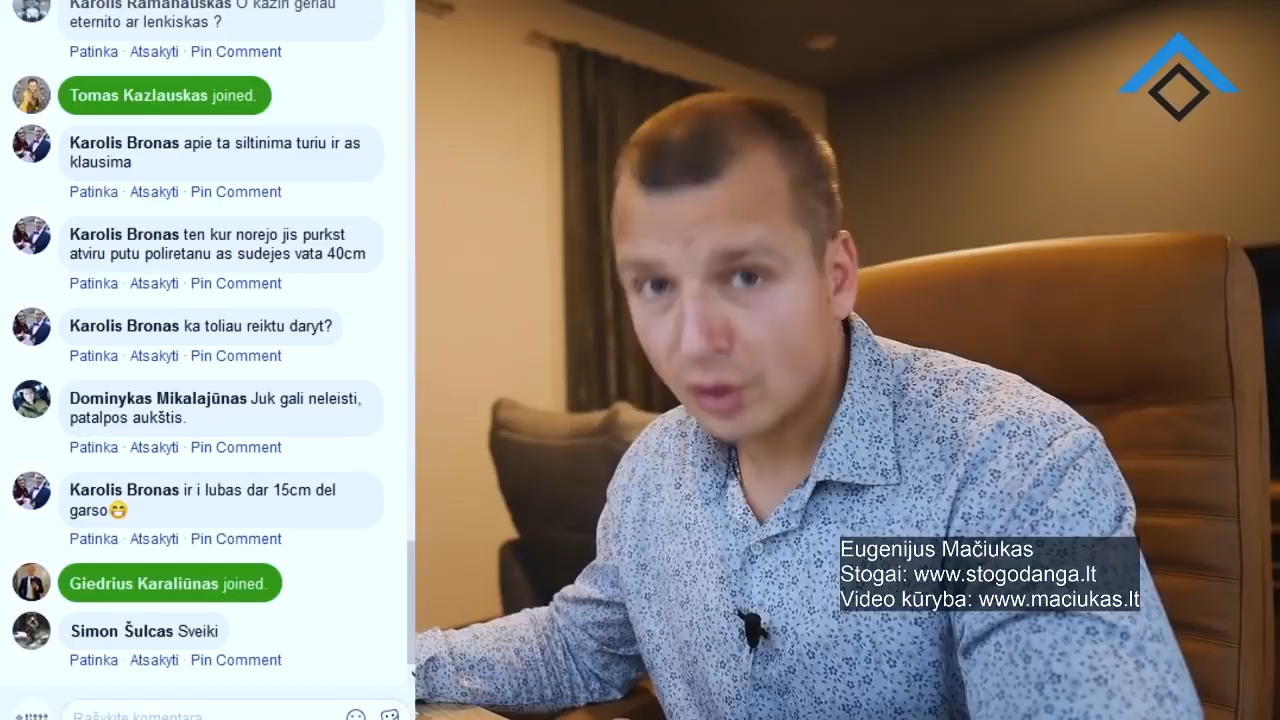 Karolis Ramanauskas O kazin geriau
eternito ar lenkiskas ?
Patinka · Atsakyti · Pin Comment
Tomas Kazlauskas joined.
Karolis Bronas apie ta siltinima turiu ir as
klausima
Patinka · Atsakyti · Pin Comment
Karolis Bronas ten kur norejo jis purkst
atviru putu poliretanu as sudejes vata 40cm
Patinka · Atsakyti · Pin Comment
Karolis Bronas ka toliau reiktu daryt?
Patinka · Atsakyti · Pin Comment
Dominykas Mikalajūnas Juk gali neleisti,
patalpos aukštis.
Patinka · Atsakyti · Pin Comment
Karolis Bronas ir i lubas dar 15cm del
garso😁
Patinka · Atsakyti · Pin Comment
Giedrius Karaliūnas joined.
Simon Šulcas Sveiki
Patinka · Atsakyti · Pin Comment
Rašykite komentarą
Eugenijus Mačiukas
Stogai: www.stogodanga.lt
Video kūryba: www.maciukas.lt